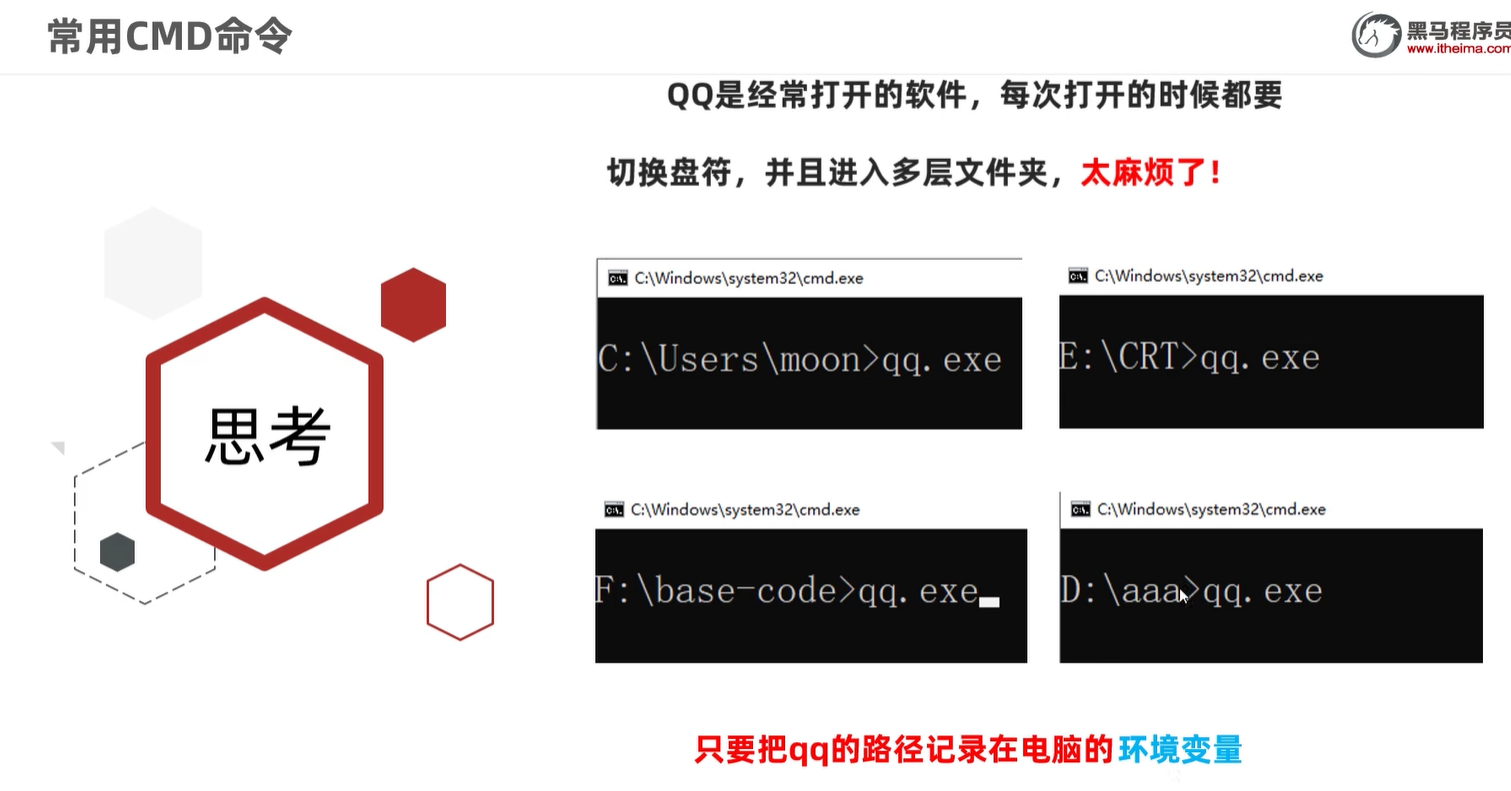 常用CMD命令
黑马程序员
www.itheima.com
QQ是经常打开的软件，每次打开的时候都要
切换盘符，并且进入多层文件夹，太麻烦了！
思考
C:\Windows\system32\cmd.exe
C:\Users\moon>qq.exe
C:\Windows\system32\cmd.exe
E:\CRT>qq.exe
C:\Windows\system32\cmd.exe
F:\base-code>qq.exe
C:\Windows\system32\cmd.exe
D:\aaa>qq.exe
只要把qq的路径记录在电脑的环境变量